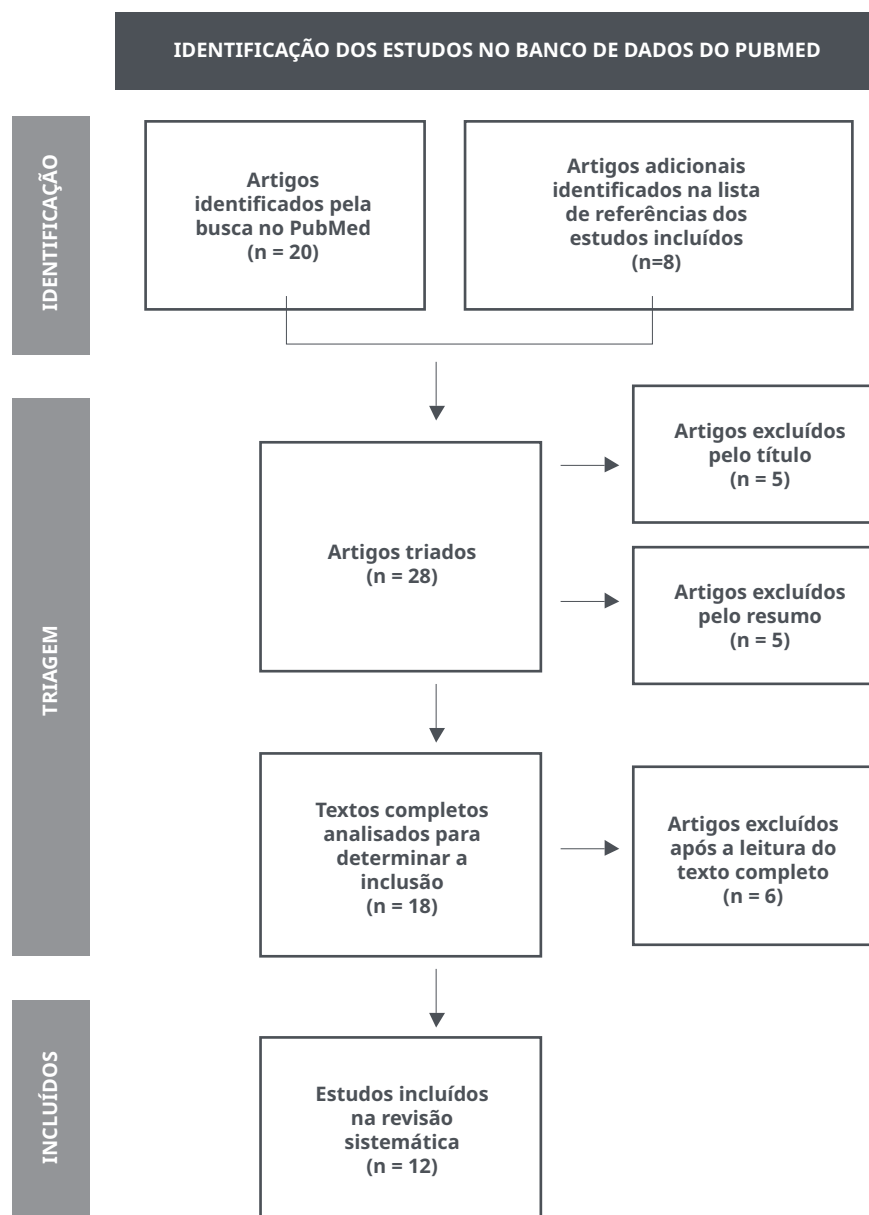 IDENTIFICAÇÃO DOS ESTUDOS NO BANCO DE DADOS DO PUBMED
IDENTIFICAÇÃO
Artigos
identificados pela
busca no PubMed
(n = 20)
Artigos adicionais
identificados na lista
de referências dos
estudos incluídos
(n=8)
TRIAGEM
Artigos triados
(n = 28)
Artigos excluídos
pelo título
(n = 5)
Artigos excluídos
pelo resumo
(n = 5)
Textos completos
analisados para
determinar a
inclusão
(n = 18)
Artigos excluídos
após a leitura do
texto completo
(n = 6)
INCLUÍDOS
Estudos incluídos
na revisão
sistemática
(n = 12)